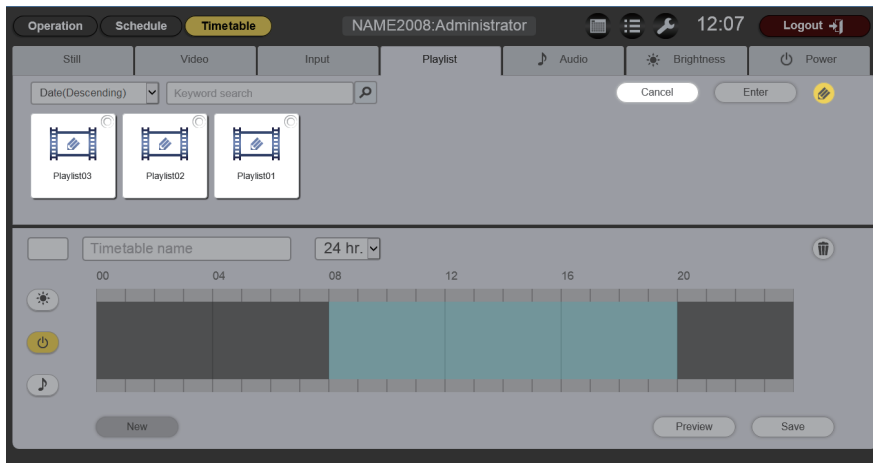 Operation Schedule Timetable NAME2008:Administrator 12:07 Logout
Still Video Input Playlist Audio Brightness Power
Date(Descending) Keyword search Cancel Enter
Playlist03 Playlist02 Playlist01
Timetable name 24 hr.
00 04 08 12 16 20
New Preview Save